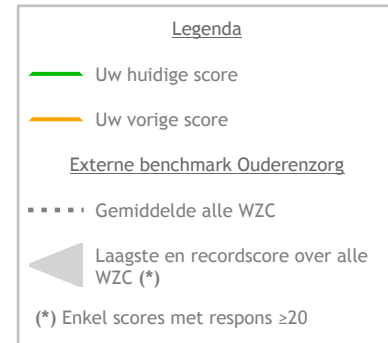 Legenda
Uw huidige score
Uw vorige score
Externe benchmark Ouderenzorg
Gemiddelde alle WZC
Laagste en recordscore over alle
WZC (*)
(*) Enkel scores met respons ≥20